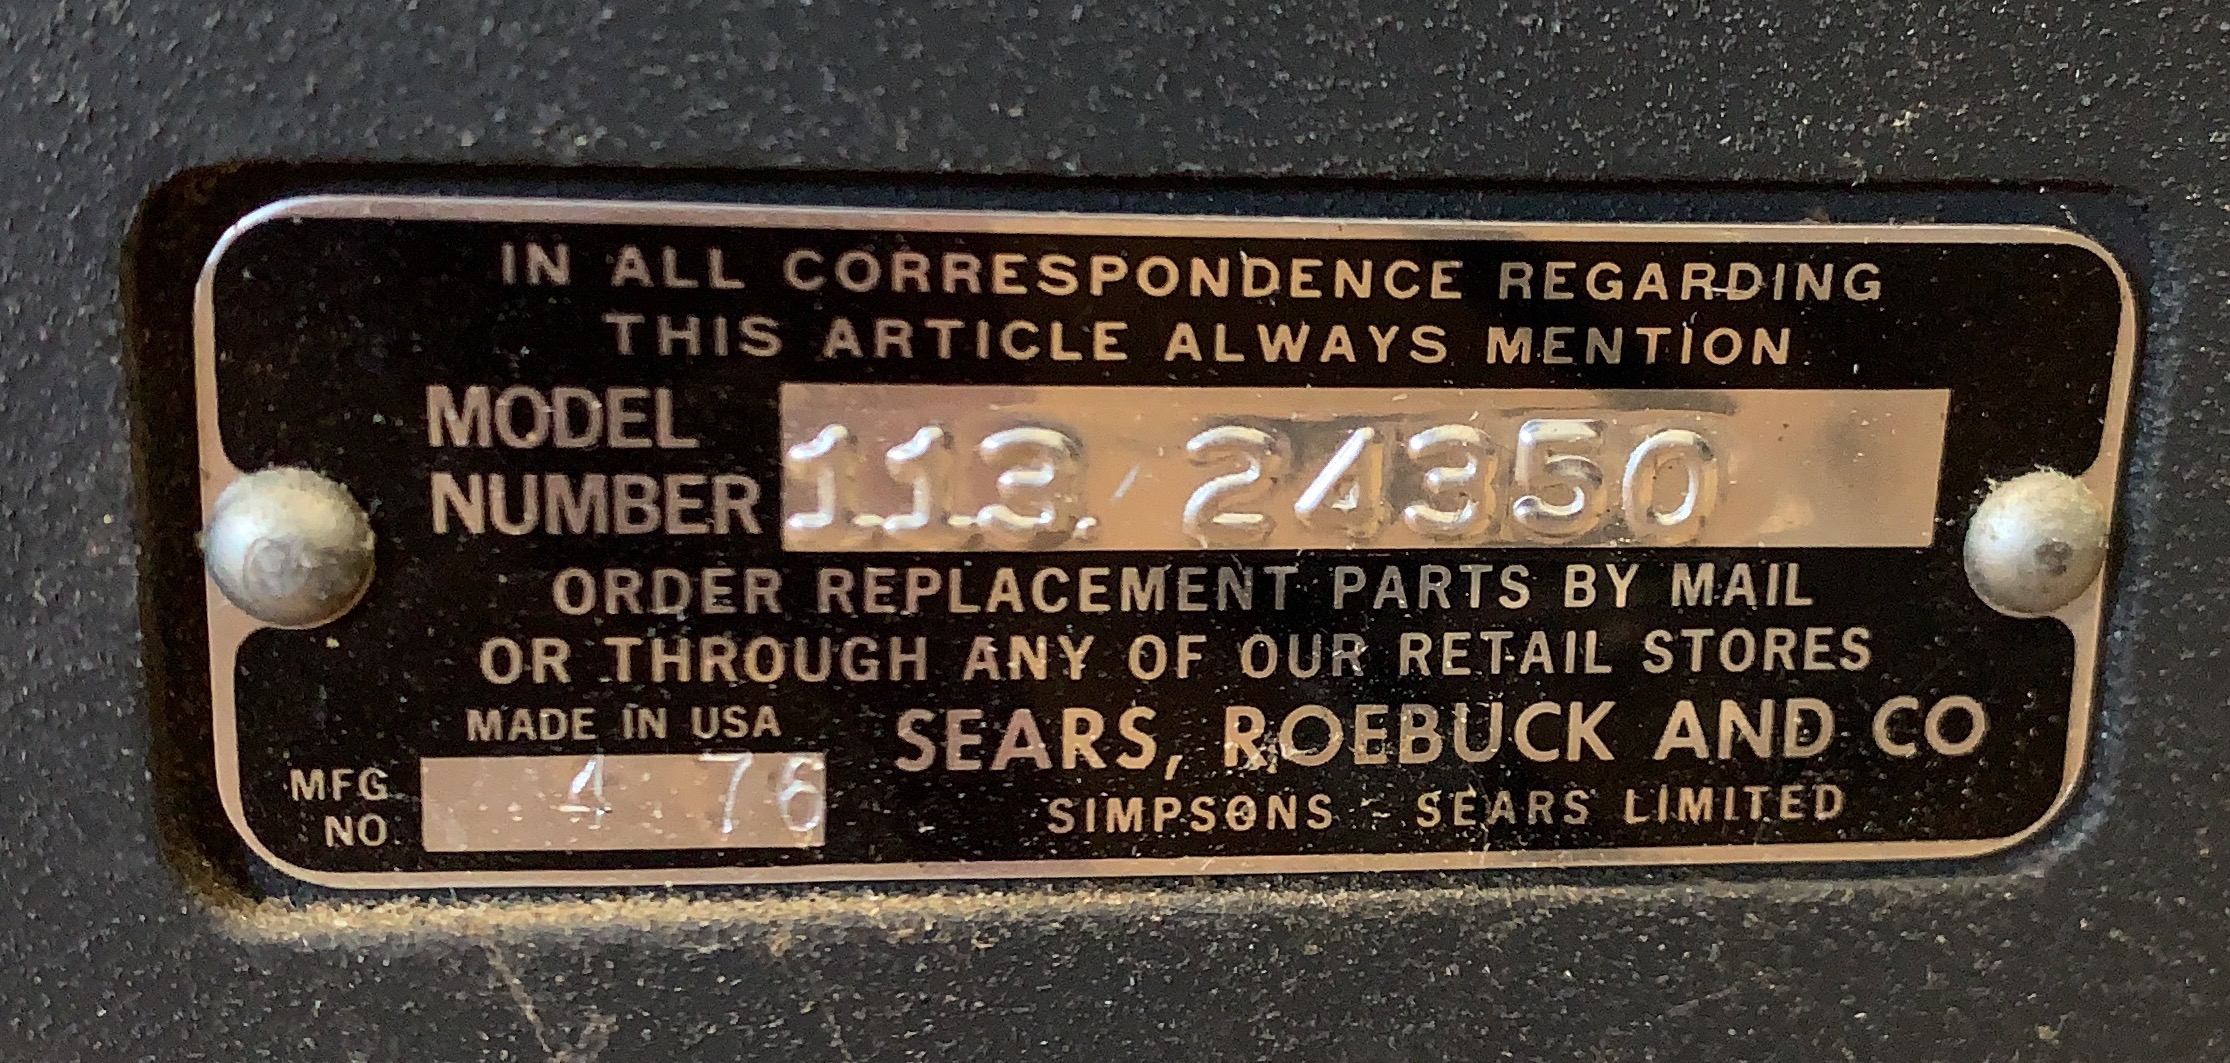 IN ALL CORRESPONDENCE REGARDING
THIS ARTICLE ALWAYS MENTION
MODEL NUMBER 113. 24350
ORDER REPLACEMENT PARTS BY MAIL
OR THROUGH ANY OF OUR RETAIL STORES
MADE IN USA
SEARS, ROEBUCK AND CO
MFG NO 4 76
SIMPSONS - SEARS LIMITED